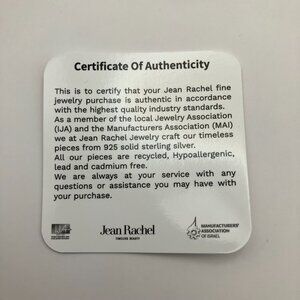 Certificate Of Authenticity
This is to certify that your Jean Rachel fine
jewelry purchase is authentic in accordance
with the highest quality industry standards.
As a member of the local Jewelry Association
(IJA) and the Manufacturers Association (MAI)
we at Jean Rachel Jewelry craft our timeless
pieces from 925 solid sterling silver.
All our pieces are recycled, Hypoallergenic,
lead and cadmium free.
We are always at your service with any
questions or assistance you may have with
your purchase.
Jean Rachel
TIMELESS BEAUTY
MANUFACTURERS'
ASSOCIATION
OF ISRAEL